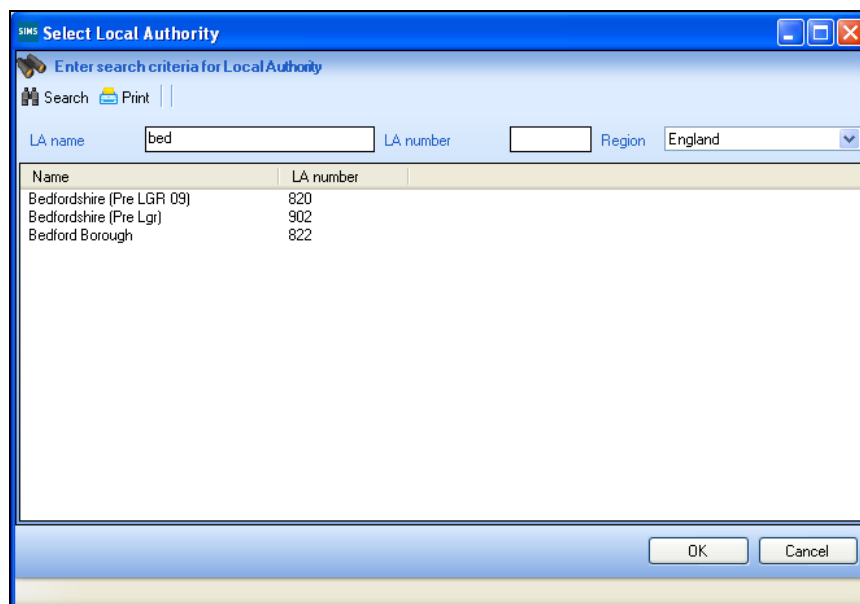 SIMS Select Local Authority
Enter search criteria for Local Authority
Search Print
LA name bed LA number Region England
Name LA number
Bedfordshire (Pre LGR 09) 820
Bedfordshire (Pre Lgr) 902
Bedford Borough 822
OK Cancel